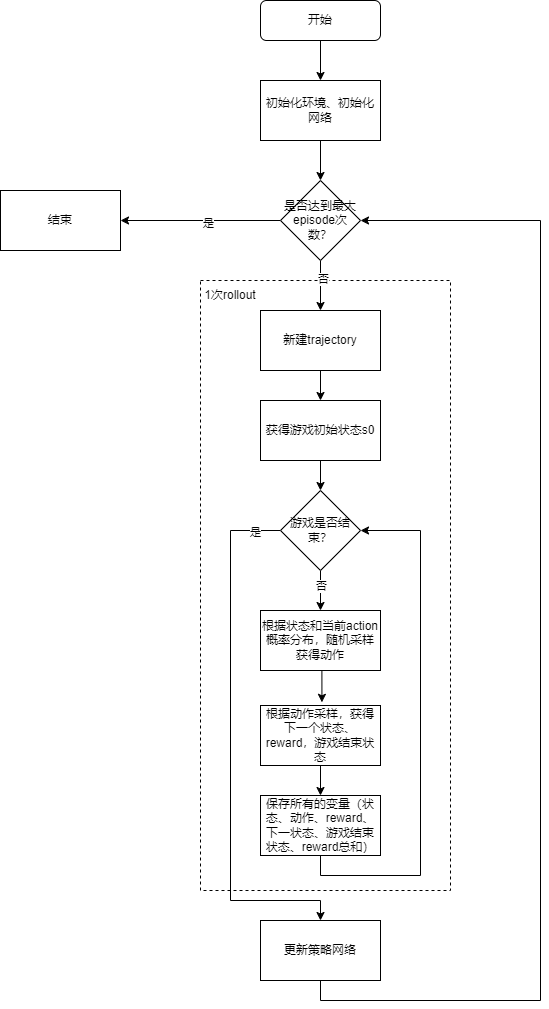 开始
初始化环境、初始化
网络
是否达到最大
episode次
数？
结束
是
否
1次rollout
新建trajectory
获得游戏初始状态s0
游戏是否结
束？
是
否
根据状态和当前action
概率分布，随机采样
获得动作
根据动作采样，获得
下一个状态、
reward，游戏结束状
态
保存所有的变量（状
态、动作、reward、
下一状态、游戏结束
状态、reward总和）
更新策略网络